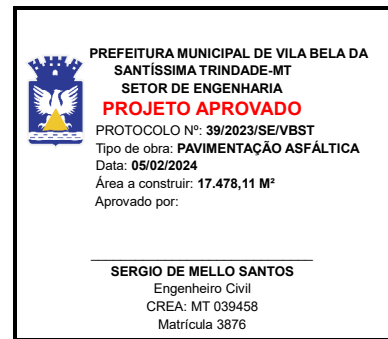 PREFEITURA MUNICIPAL DE VILA BELA DA
SANTÍSSIMA TRINDADE-MT
SETOR DE ENGENHARIA
PROJETO APROVADO
PROTOCOLO Nº: 39/2023/SE/VBST
Tipo de obra: PAVIMENTAÇÃO ASFÁLTICA
Data: 05/02/2024
Área a construir: 17.478,11 M²
Aprovado por:
SERGIO DE MELLO SANTOS
Engenheiro Civil
CREA: MT 039458
Matrícula 3876